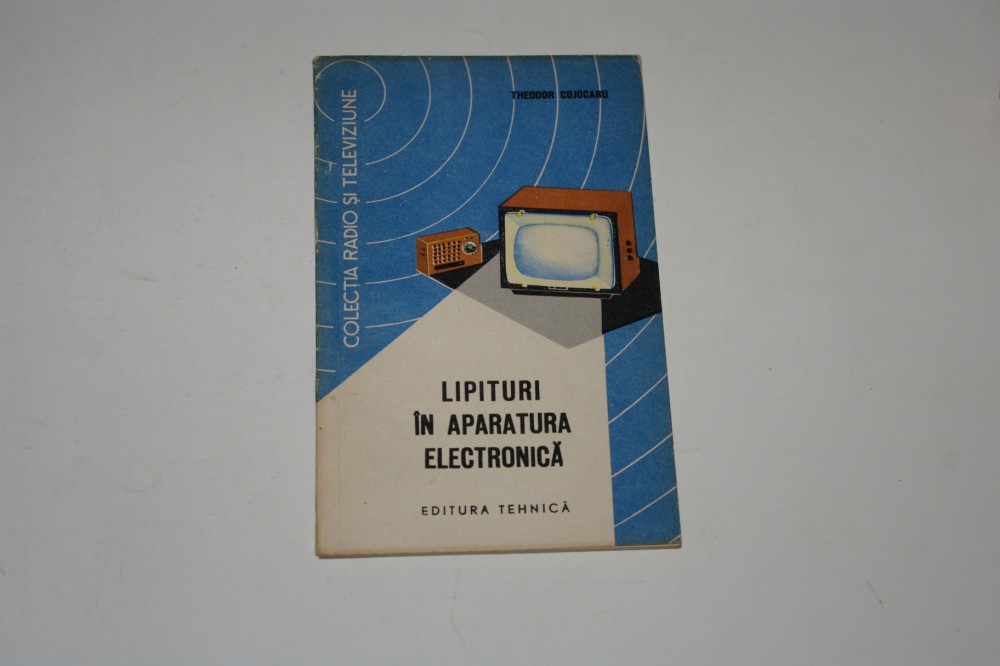 THEODOR COJOCARU
COLECȚIA RADIO ȘI TELEVIZIUNE
LIPITURI
ÎN APARATURA
ELECTRONICĂ
EDITURA TEHNICĂ